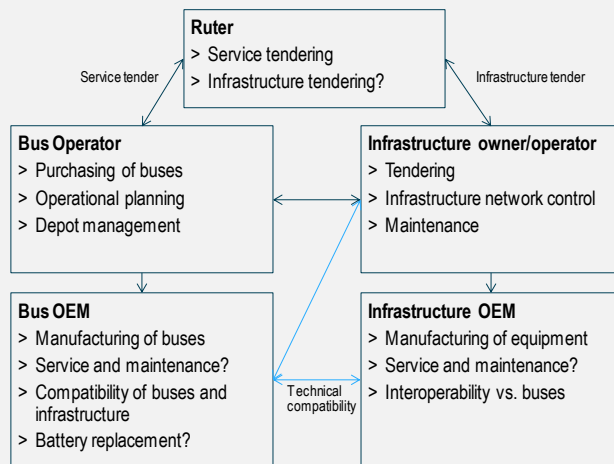 Ruter
> Service tendering
> Infrastructure tendering?
Service tender
Infrastructure tender
Bus Operator
> Purchasing of buses
> Operational planning
> Depot management
Infrastructure owner/operator
> Tendering
> Infrastructure network control
> Maintenance
Bus OEM
> Manufacturing of buses
> Service and maintenance?
> Compatibility of buses and
infrastructure
> Battery replacement?
Technical
compatibility
Infrastructure OEM
> Manufacturing of equipment
> Service and maintenance?
> Interoperability vs. buses